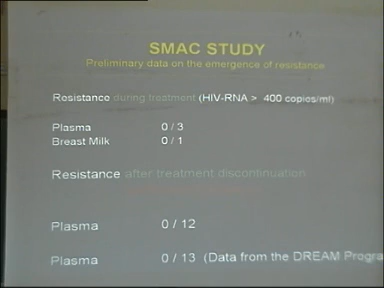 SMAC STUDY
Preliminary data on the emergence of resistance
Resistance during treatment (HIV-RNA > 400 copies/ml)
Plasma 0 / 3
Breast Milk 0 / 1
Resistance after treatment discontinuation
Plasma 0 / 12
Plasma 0 / 13 (Data from the DREAM Progra